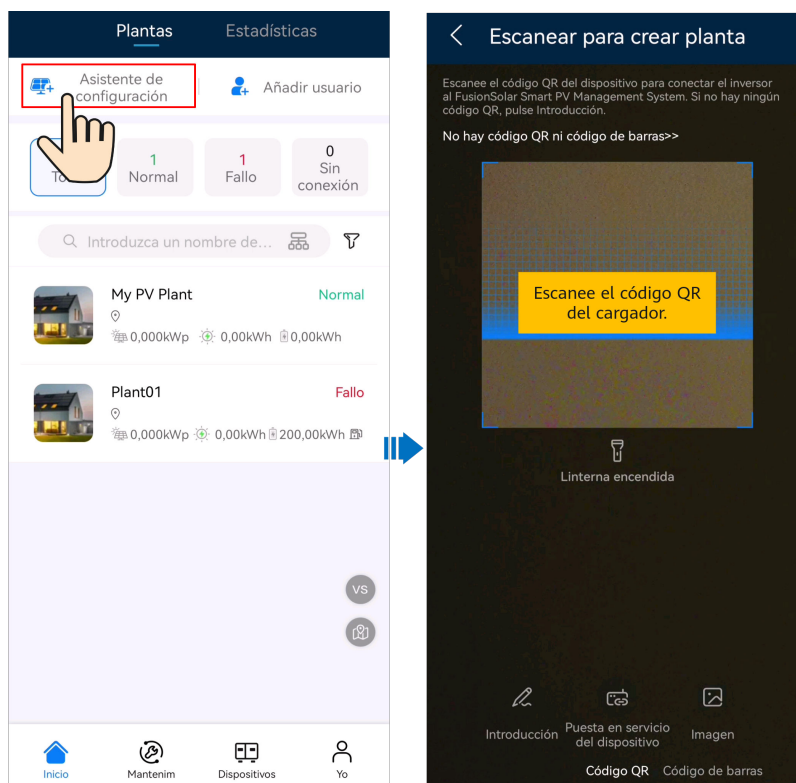 Plantas
Estadísticas
Asistente de
configuración
Añadir usuario
1
Normal
1
Fallo
0
Sin
conexión
Introduzca un nombre de...
My PV Plant
Normal
0,000kWp
0,00kWh
0,00kWh
Plant01
Fallo
0,000kWp
0,00kWh
200,00kWh
VS
Inicio
Mantenim
Dispositivos
Yo
Escanear para crear planta
Escanee el código QR del dispositivo para conectar el inversor
al FusionSolar Smart PV Management System. Si no hay ningún
código QR, pulse Introducción.
No hay código QR ni código de barras>>
Escanee el código QR
del cargador.
Linterna encendida
Introducción
Puesta en servicio
del dispositivo
Imagen
Código QR
Código de barras